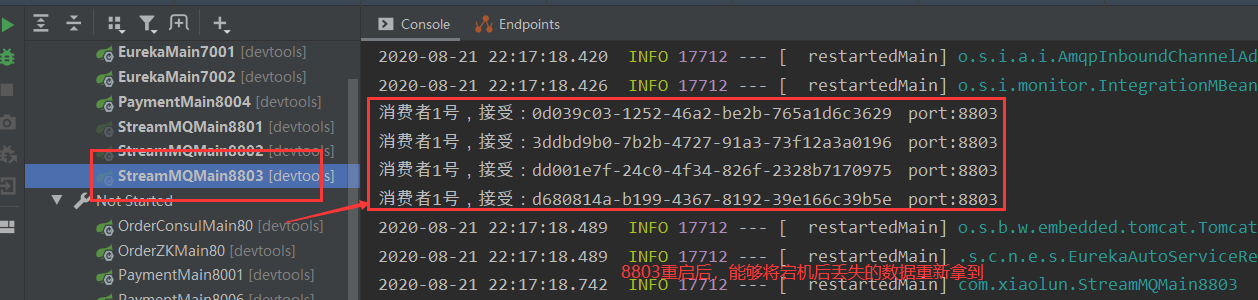 Console Endpoints
EurekaMain7001 [devtools]
EurekaMain7002 [devtools]
PaymentMain8004 [devtools]
StreamMQMain8801 [devtools]
StreamMQMain8802 [devtools]
StreamMQMain8803 [devtools]
Not Started
OrderConsulMain80 [devtools]
OrderZKMain80 [devtools]
PaymentMain8001 [devtools]
PaymentMain8006 [devtools]
2020-08-21 22:17:18.420 INFO 17712 --- [ restartedMain] o.s.i.a.i.AmqpInboundChannelAd
2020-08-21 22:17:18.426 INFO 17712 --- [ restartedMain] o.s.i.monitor.IntegrationMBean
消费者1号，接受：0d039c03-1252-46a2-be2b-765a1d6c3629 port:8803
消费者1号，接受：3ddbd9b0-7b2b-4727-91a3-73f12a3a0196 port:8803
消费者1号，接受：dd001e7f-24c0-4f34-826f-2328b7170975 port:8803
消费者1号，接受：d680814a-b199-4367-8192-39e166c39b5e port:8803
2020-08-21 22:17:18.489 INFO 17712 --- [ restartedMain] o.s.b.w.embedded.tomcat.Tomcat
2020-08-21 22:17:18.489 INFO 17712 --- [ restartedMain] .s.c.n.e.s.EurekaAutoServiceRe
8803重启后，能够将宕机后丢失的数据重新拿到
2020-08-21 22:17:18.742 INFO 17712 --- [ restartedMain] com.xiaolun.StreamMQMain8803